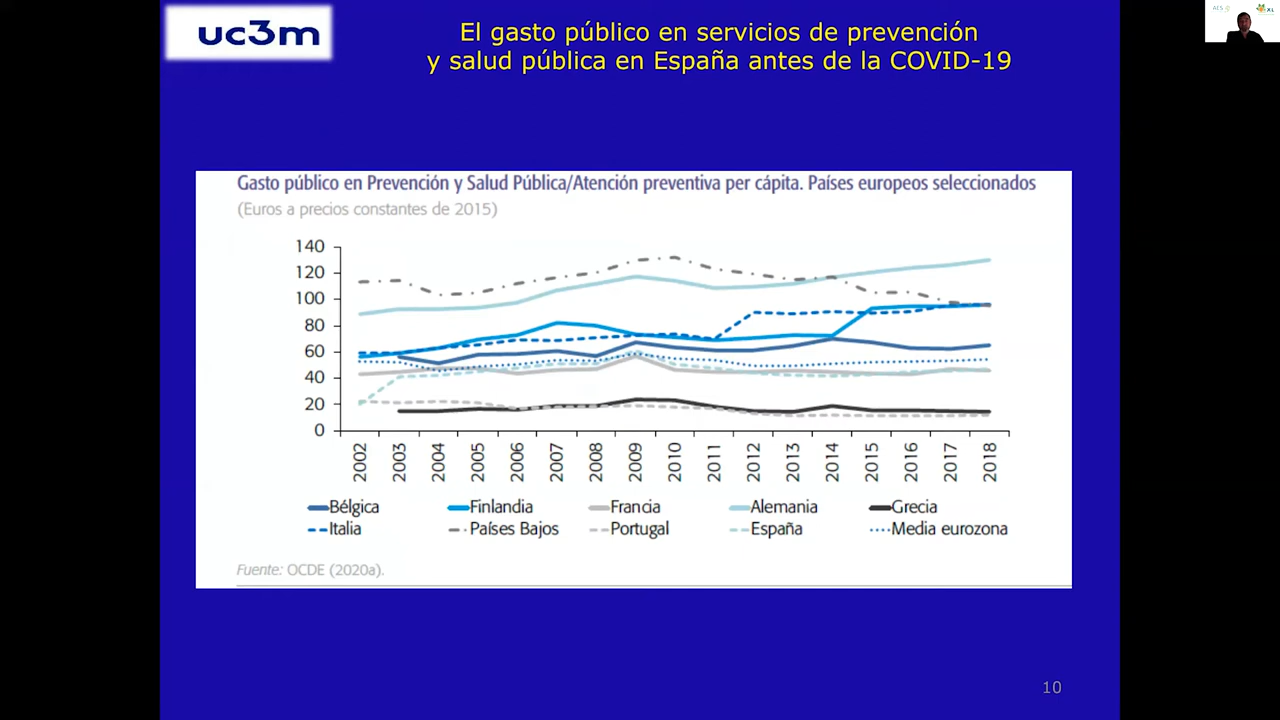 uc3m
El gasto público en servicios de prevención
y salud pública en España antes de la COVID-19
AES
XL
Gasto público en Prevención y Salud Pública/Atención preventiva per cápita. Países europeos seleccionados
(Euros a precios constantes de 2015)
140
120
100
80
60
40
20
0
2002 2003 2004 2005 2006 2007 2008 2009 2010 2011 2012 2013 2014 2015 2016 2017 2018
Bélgica Finlandia Francia Alemania Grecia
Italia Países Bajos Portugal España Media eurozona
Fuente: OCDE (2020a).
10